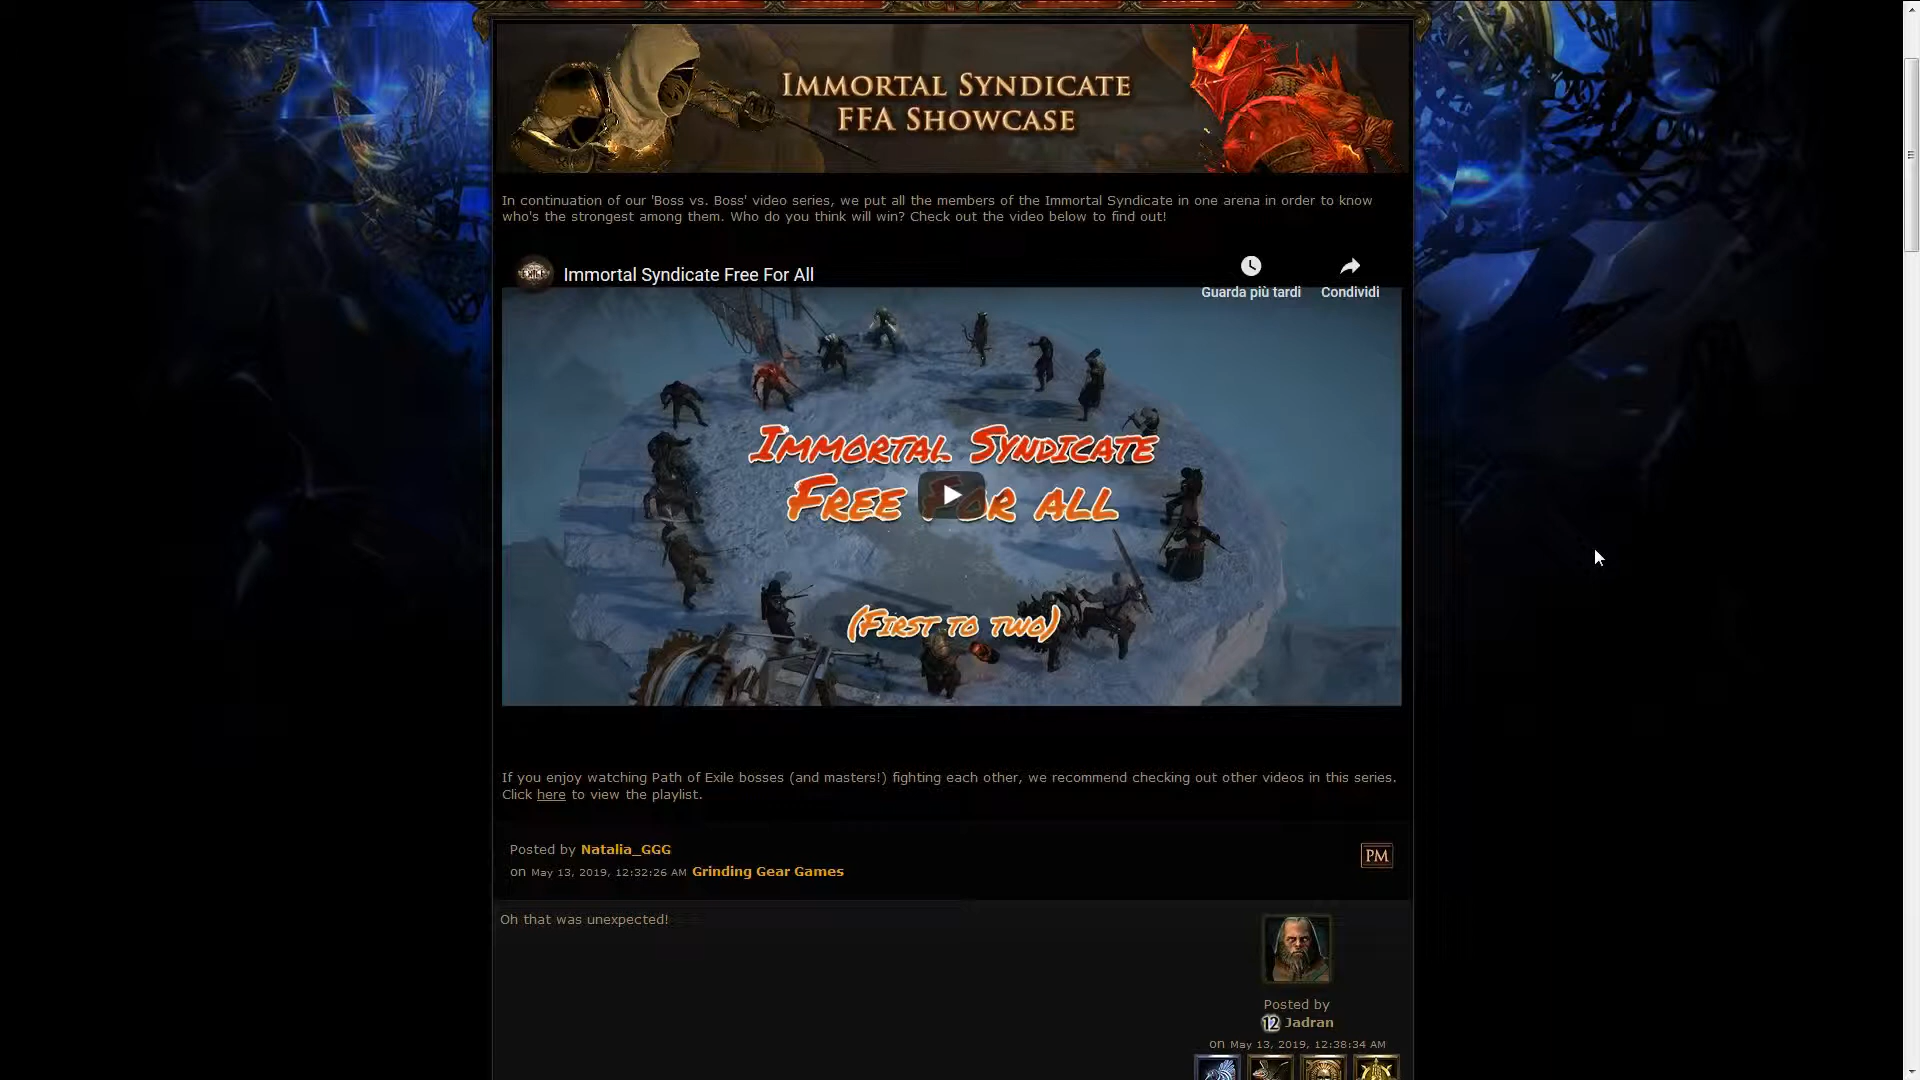 IMMORTAL SYNDICATE
FFA SHOWCASE
In continuation of our 'Boss vs. Boss' video series, we put all the members of the Immortal Syndicate in one arena in order to know
who's the strongest among them. Who do you think will win? Check out the video below to find out!
EXILE
Immortal Syndicate Free For All
Guarda più tardi
Condividi
IMMORTAL SYNDICATE
FREE FOR ALL
(FIRST TO TWO)
If you enjoy watching Path of Exile bosses (and masters!) fighting each other, we recommend checking out other videos in this series.
Click here to view the playlist.
Posted by Natalia_GGG
on May 13, 2019, 12:32:26 AM Grinding Gear Games
PM
Oh that was unexpected!
Posted by
12 Jadran
on May 13, 2019, 12:38:34 AM